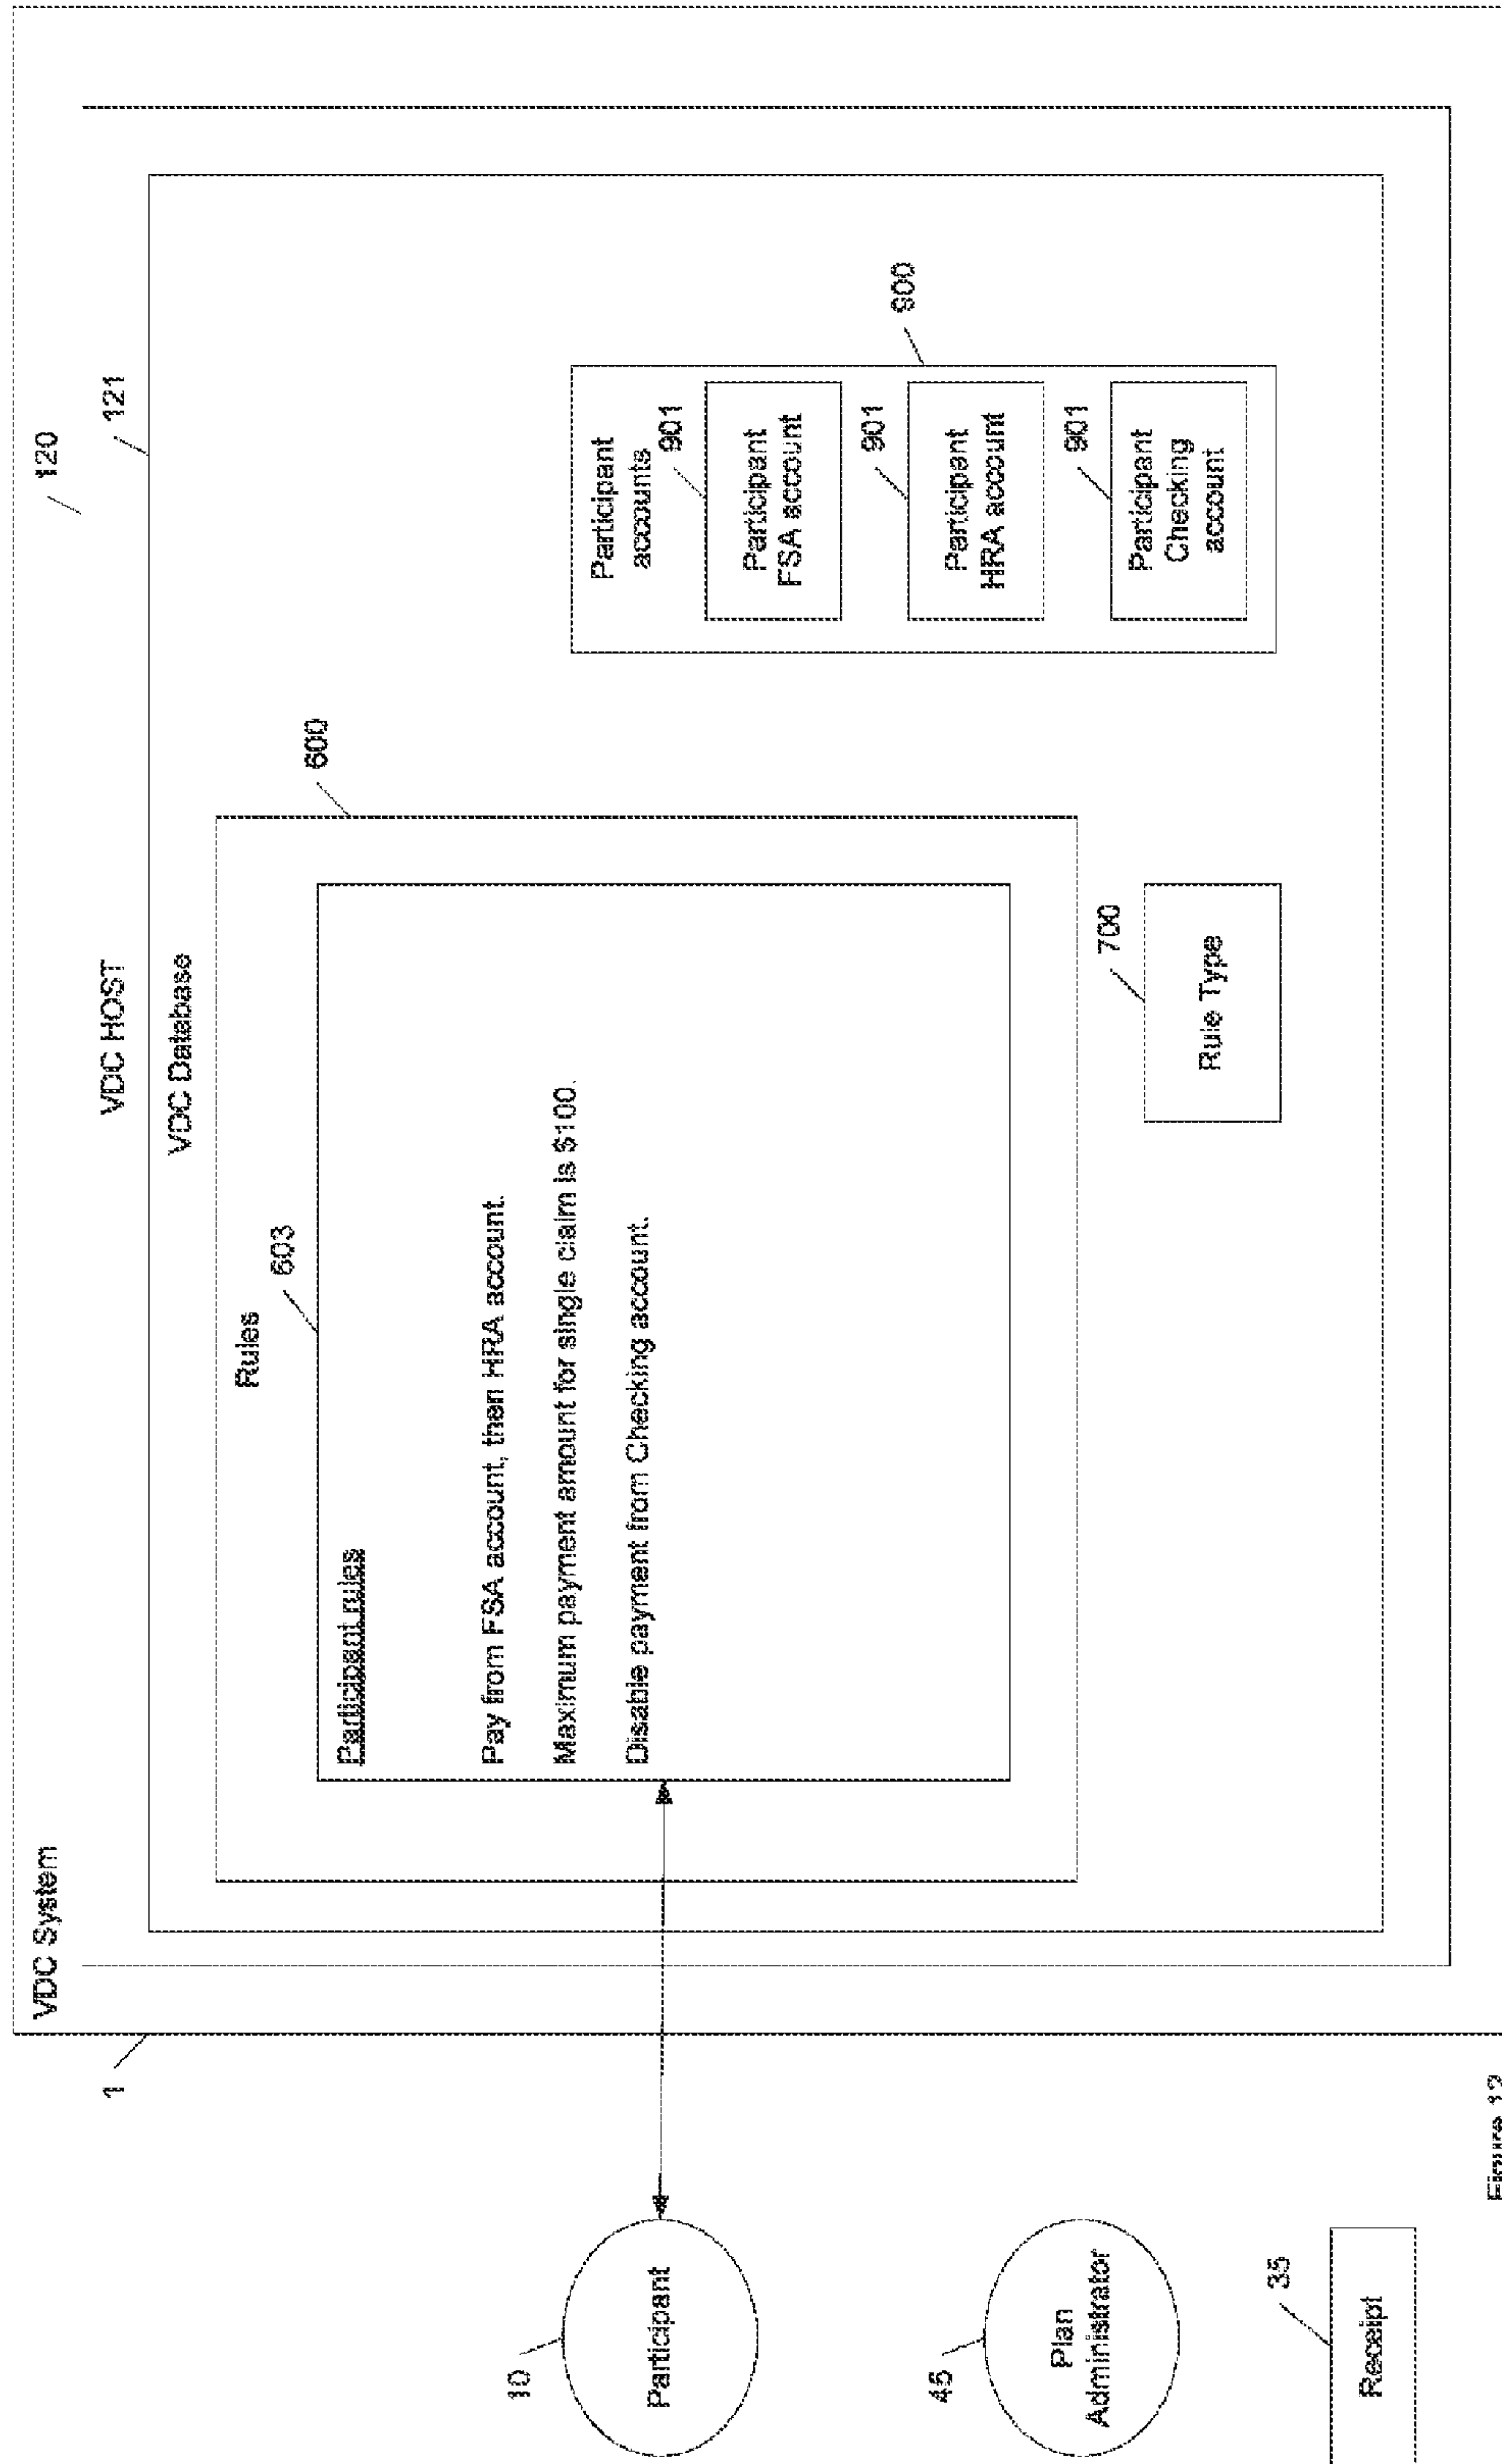 VDC System
120
1
VDC HOST
121
VDC Database
Rules
600
603
Participant rules
Pay from FSA account, then HRA account.
Maximum payment amount for single claim is $100.
Disable payment from Checking account.
700
Rule Type
900
Participant
accounts
901
Participant
FSA account
901
Participant
HRA account
901
Participant
Checking
account
10
Participant
45
Plan
Administrator
35
Receipt
Figure